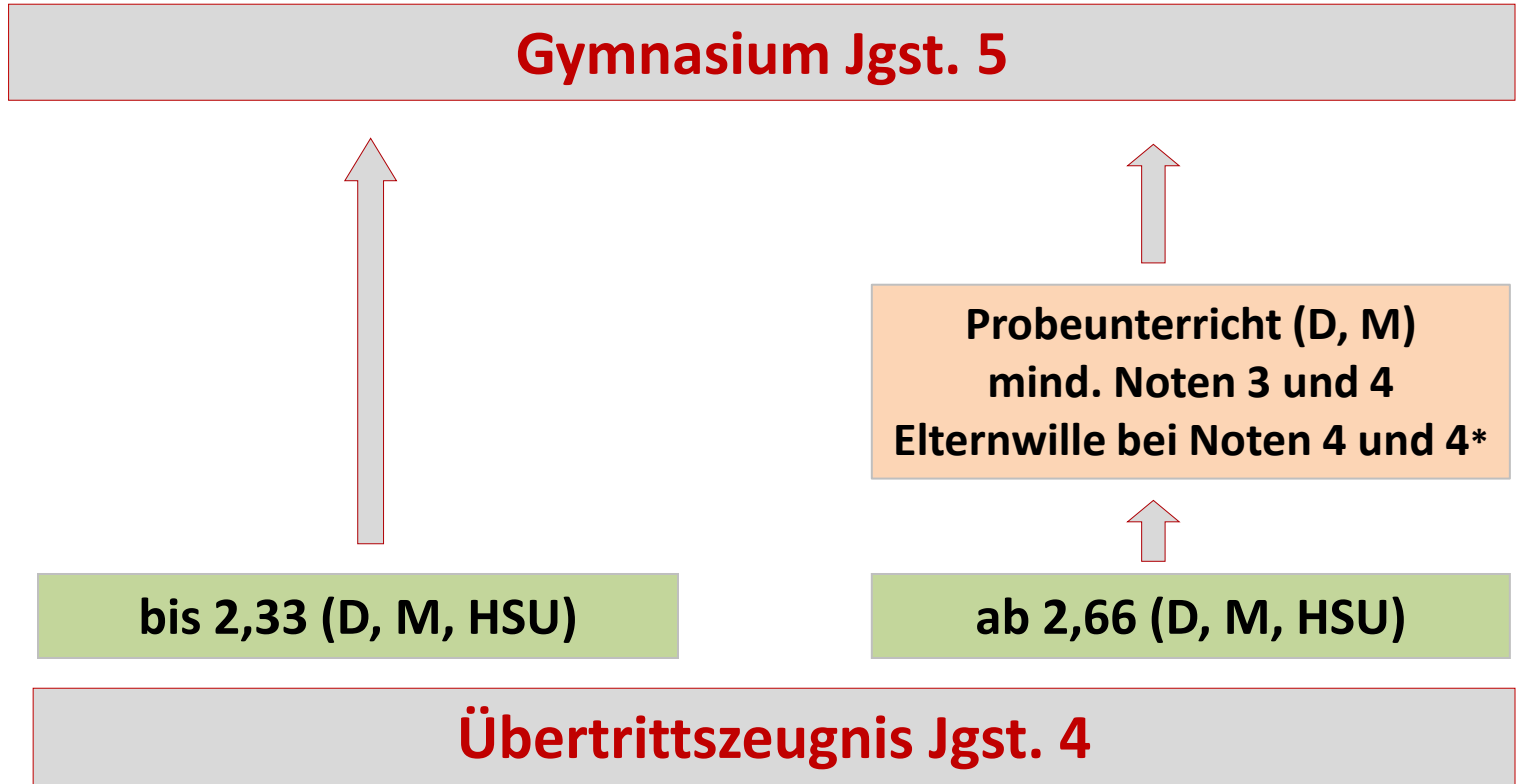 Gymnasium Jgst. 5
Probeunterricht (D, M)
mind. Noten 3 und 4
Elternwille bei Noten 4 und 4*
bis 2,33 (D, M, HSU)
ab 2,66 (D, M, HSU)
Übertrittszeugnis Jgst. 4